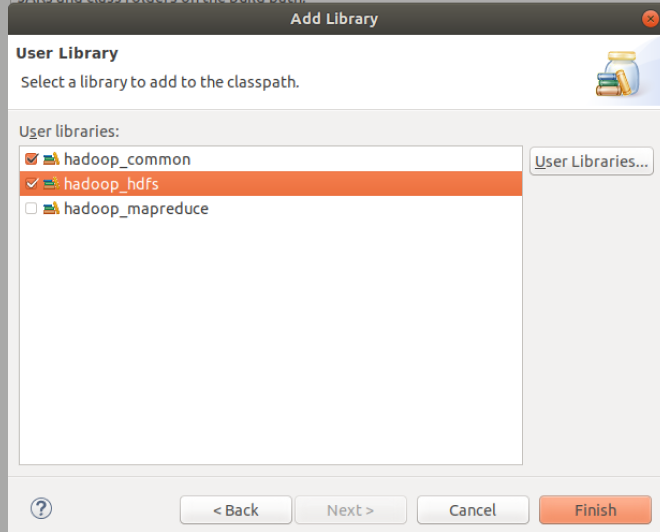 Add Library
User Library
Select a library to add to the classpath.
User libraries:
hadoop_common
User Libraries...
hadoop_hdfs
hadoop_mapreduce
?
< Back
Next >
Cancel
Finish